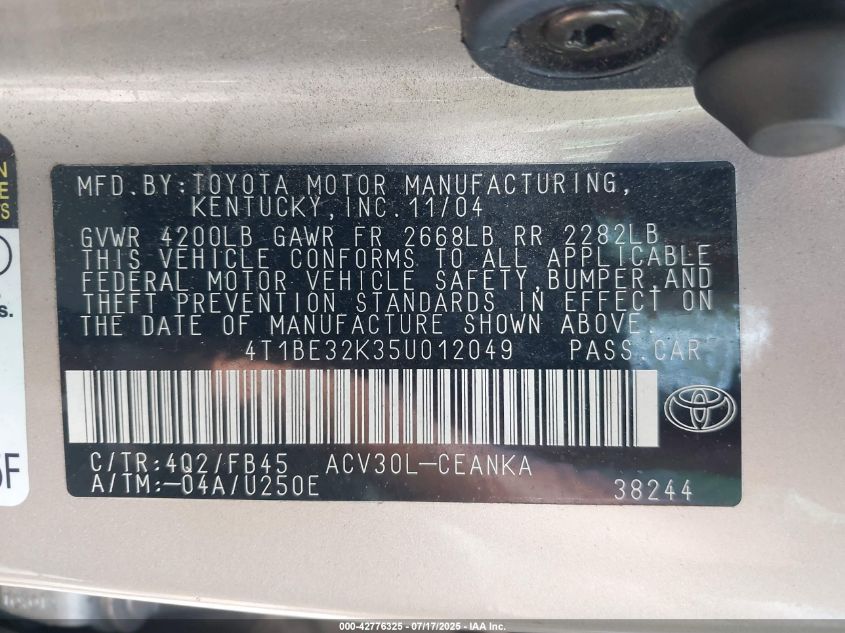 MFD.BY:TOYOTA MOTOR MANUFACTURING,
KENTUCKY,INC.11/04
GVWR 4200LB GAWR FR 2668LB RR 2282LB
THIS VEHICLE CONFORMS TO ALL APPLICABLE
FEDERAL MOTOR VEHICLE SAFETY,BUMPER,AND
THEFT PREVENTION STANDARDS IN EFFECT ON
THE DATE OF MANUFACTURE SHOWN ABOVE.
4T1BE32K35U012049 PASS.CAR
C/TR:4Q2/FB45 ACV30L-CEANKA
A/TM:-04A/U250E 38244
000-42776325 - 07/17/2025 - © IAA Inc.